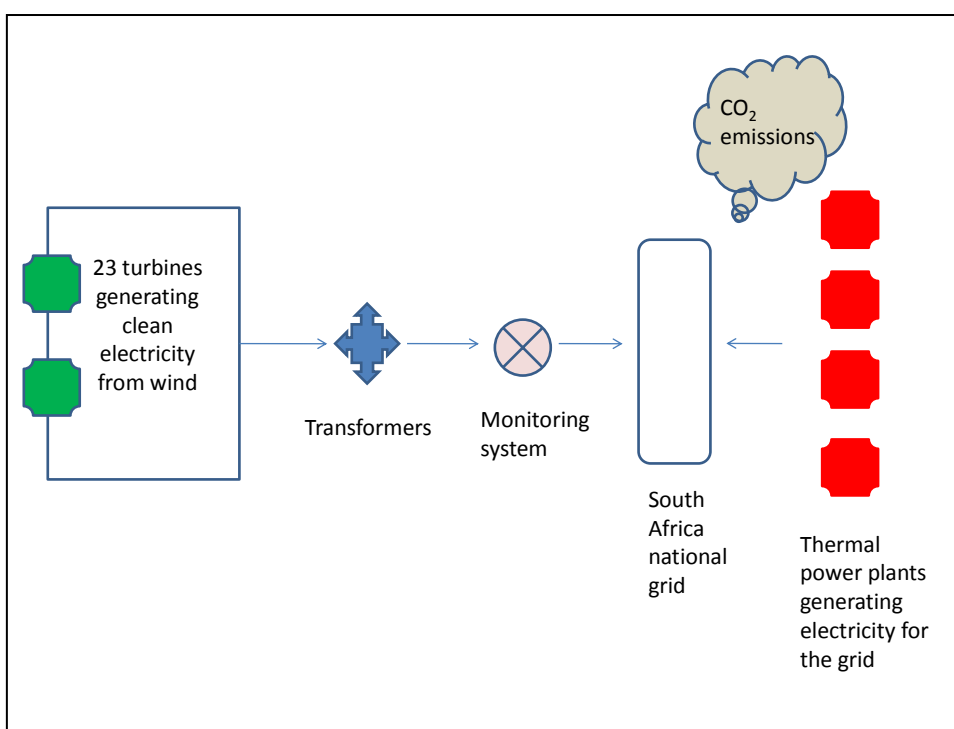 CO₂
emissions
23 turbines
generating
clean
electricity
from wind
Transformers
Monitoring
system
South
Africa
national
grid
Thermal
power plants
generating
electricity for
the grid